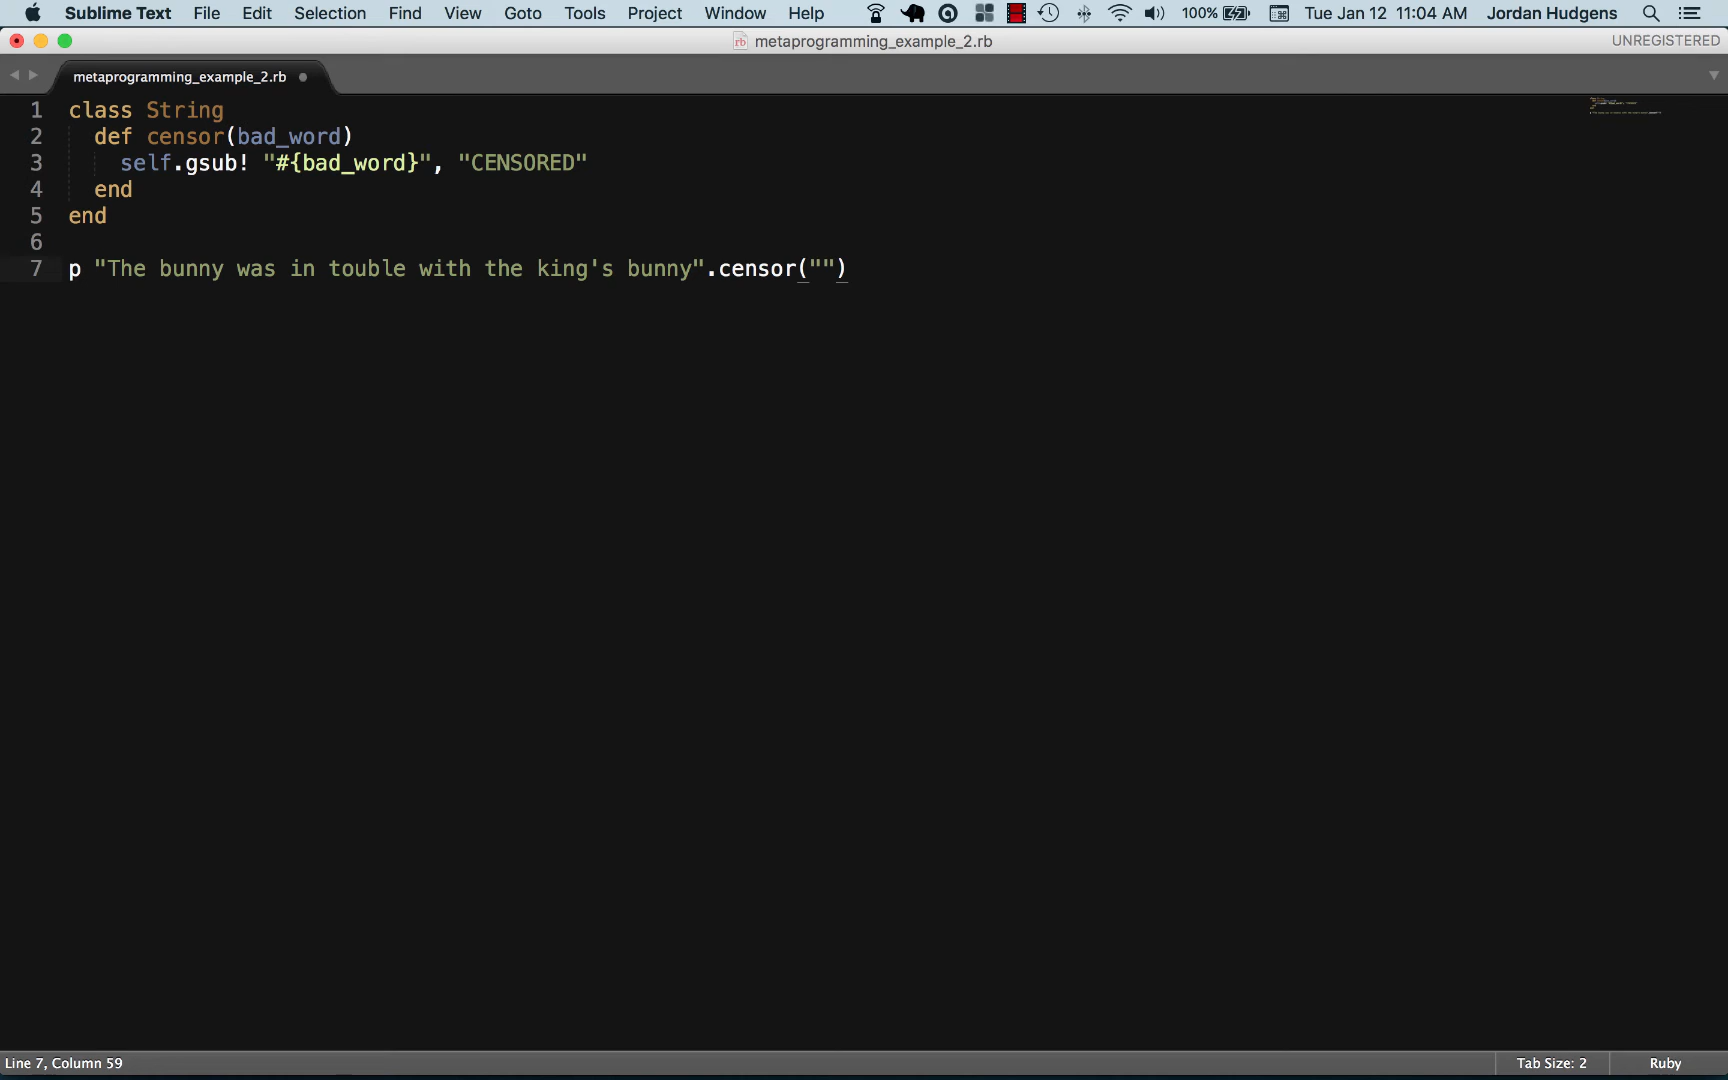 Sublime Text File Edit Selection Find View Goto Tools Project Window Help 100% Tue Jan 12 11:04 AM Jordan Hudgens
metaprogramming_example_2.rb UNREGISTERED
metaprogramming_example_2.rb
1 class String
2 def censor(bad_word)
3 self.gsub! "#{bad_word}", "CENSORED"
4 end
5 end
6
7 p "The bunny was in touble with the king's bunny".censor("")
Line 7, Column 59 Tab Size: 2 Ruby